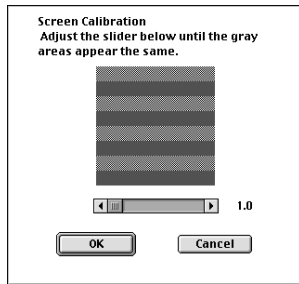 Screen Calibration
Adjust the slider below until the gray
areas appear the same.
1.0
OK
Cancel